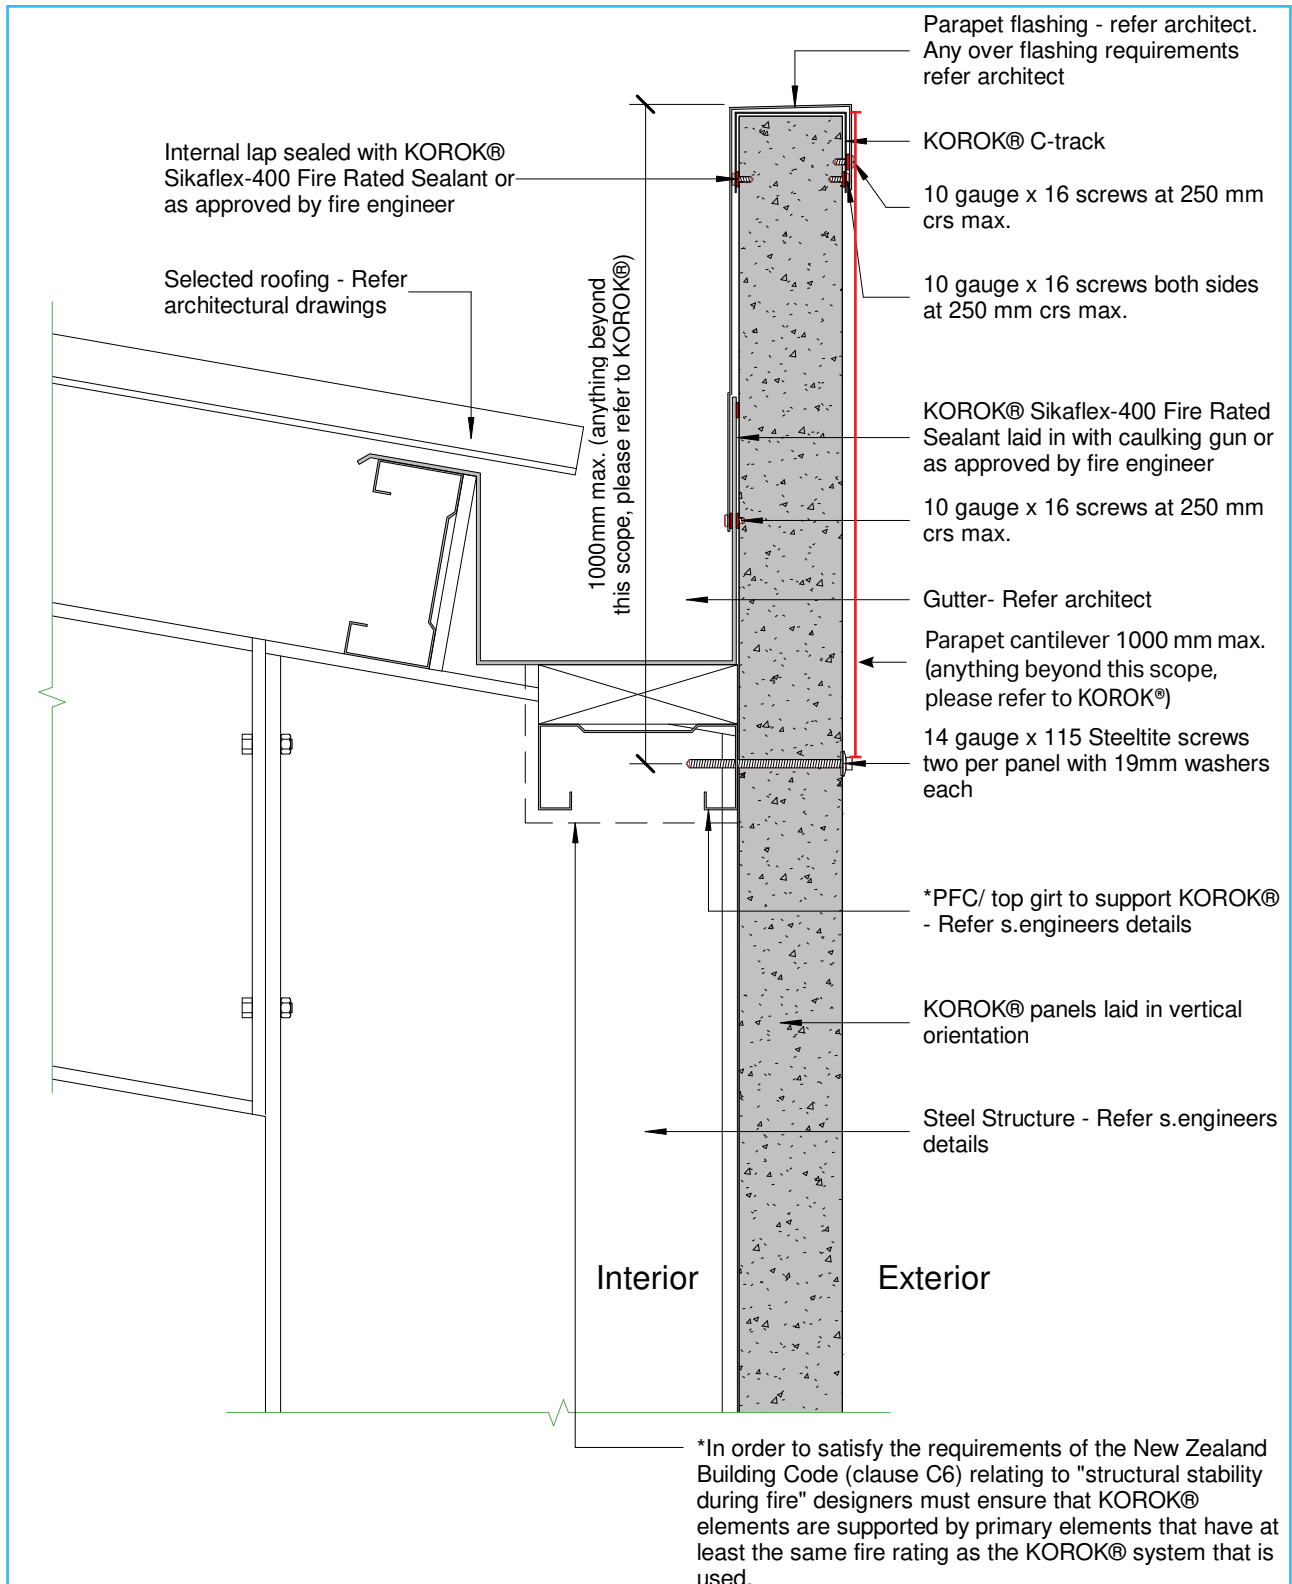 Parapet flashing - refer architect.
Any over flashing requirements
refer architect
KOROK® C-track
Internal lap sealed with KOROK®
Sikaflex-400 Fire Rated Sealant or
as approved by fire engineer
10 gauge x 16 screws at 250 mm
crs max.
Selected roofing - Refer
architectural drawings
10 gauge x 16 screws both sides
at 250 mm crs max.
1000mm max. (anything beyond
this scope, please refer to KOROK®)
KOROK® Sikaflex-400 Fire Rated
Sealant laid in with caulking gun or
as approved by fire engineer
10 gauge x 16 screws at 250 mm
crs max.
Gutter- Refer architect
Parapet cantilever 1000 mm max.
(anything beyond this scope,
please refer to KOROK®)
14 gauge x 115 Steeltite screws
two per panel with 19mm washers
each
*PFC/ top girt to support KOROK®
- Refer s.engineers details
KOROK® panels laid in vertical
orientation
Steel Structure - Refer s.engineers
details
Interior
Exterior
*In order to satisfy the requirements of the New Zealand
Building Code (clause C6) relating to "structural stability
during fire" designers must ensure that KOROK®
elements are supported by primary elements that have at
least the same fire rating as the KOROK® system that is
used.